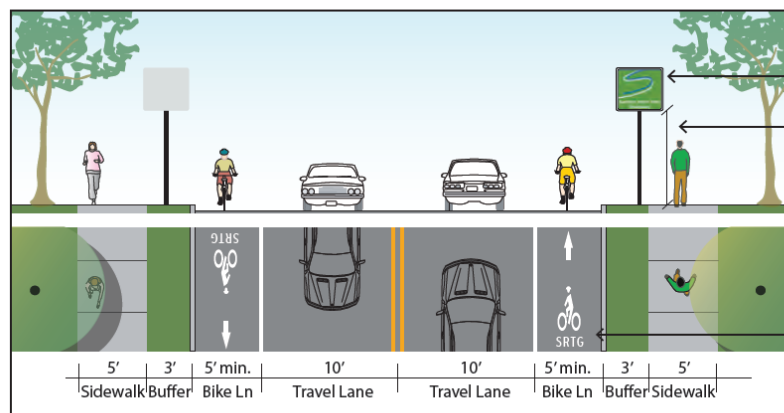 SRTG
SRTG
5’ 3’ 5’ min. 10’ 10’ 5’ min. 3’ 5’
Sidewalk Buffer Bike Ln Travel Lane Travel Lane Bike Ln Buffer Sidewalk